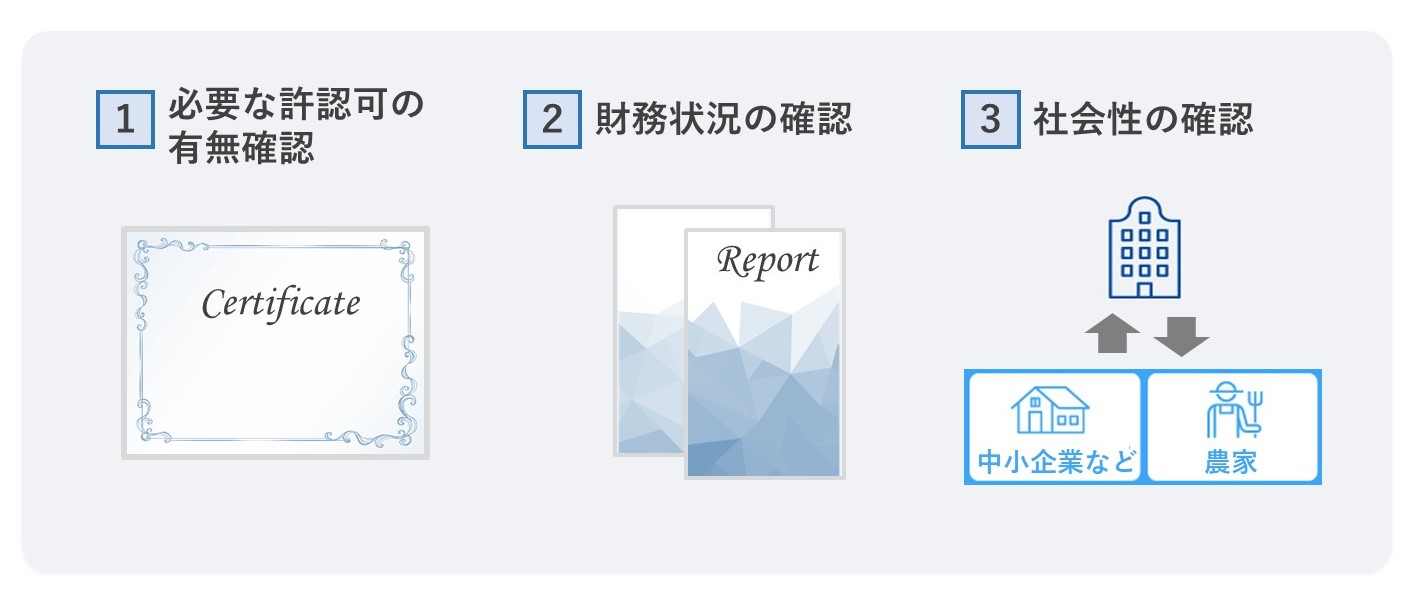 1
必要な許認可の
有無確認
Certificate
2
財務状況の確認
Report
3
社会性の確認
中小企業など
農家